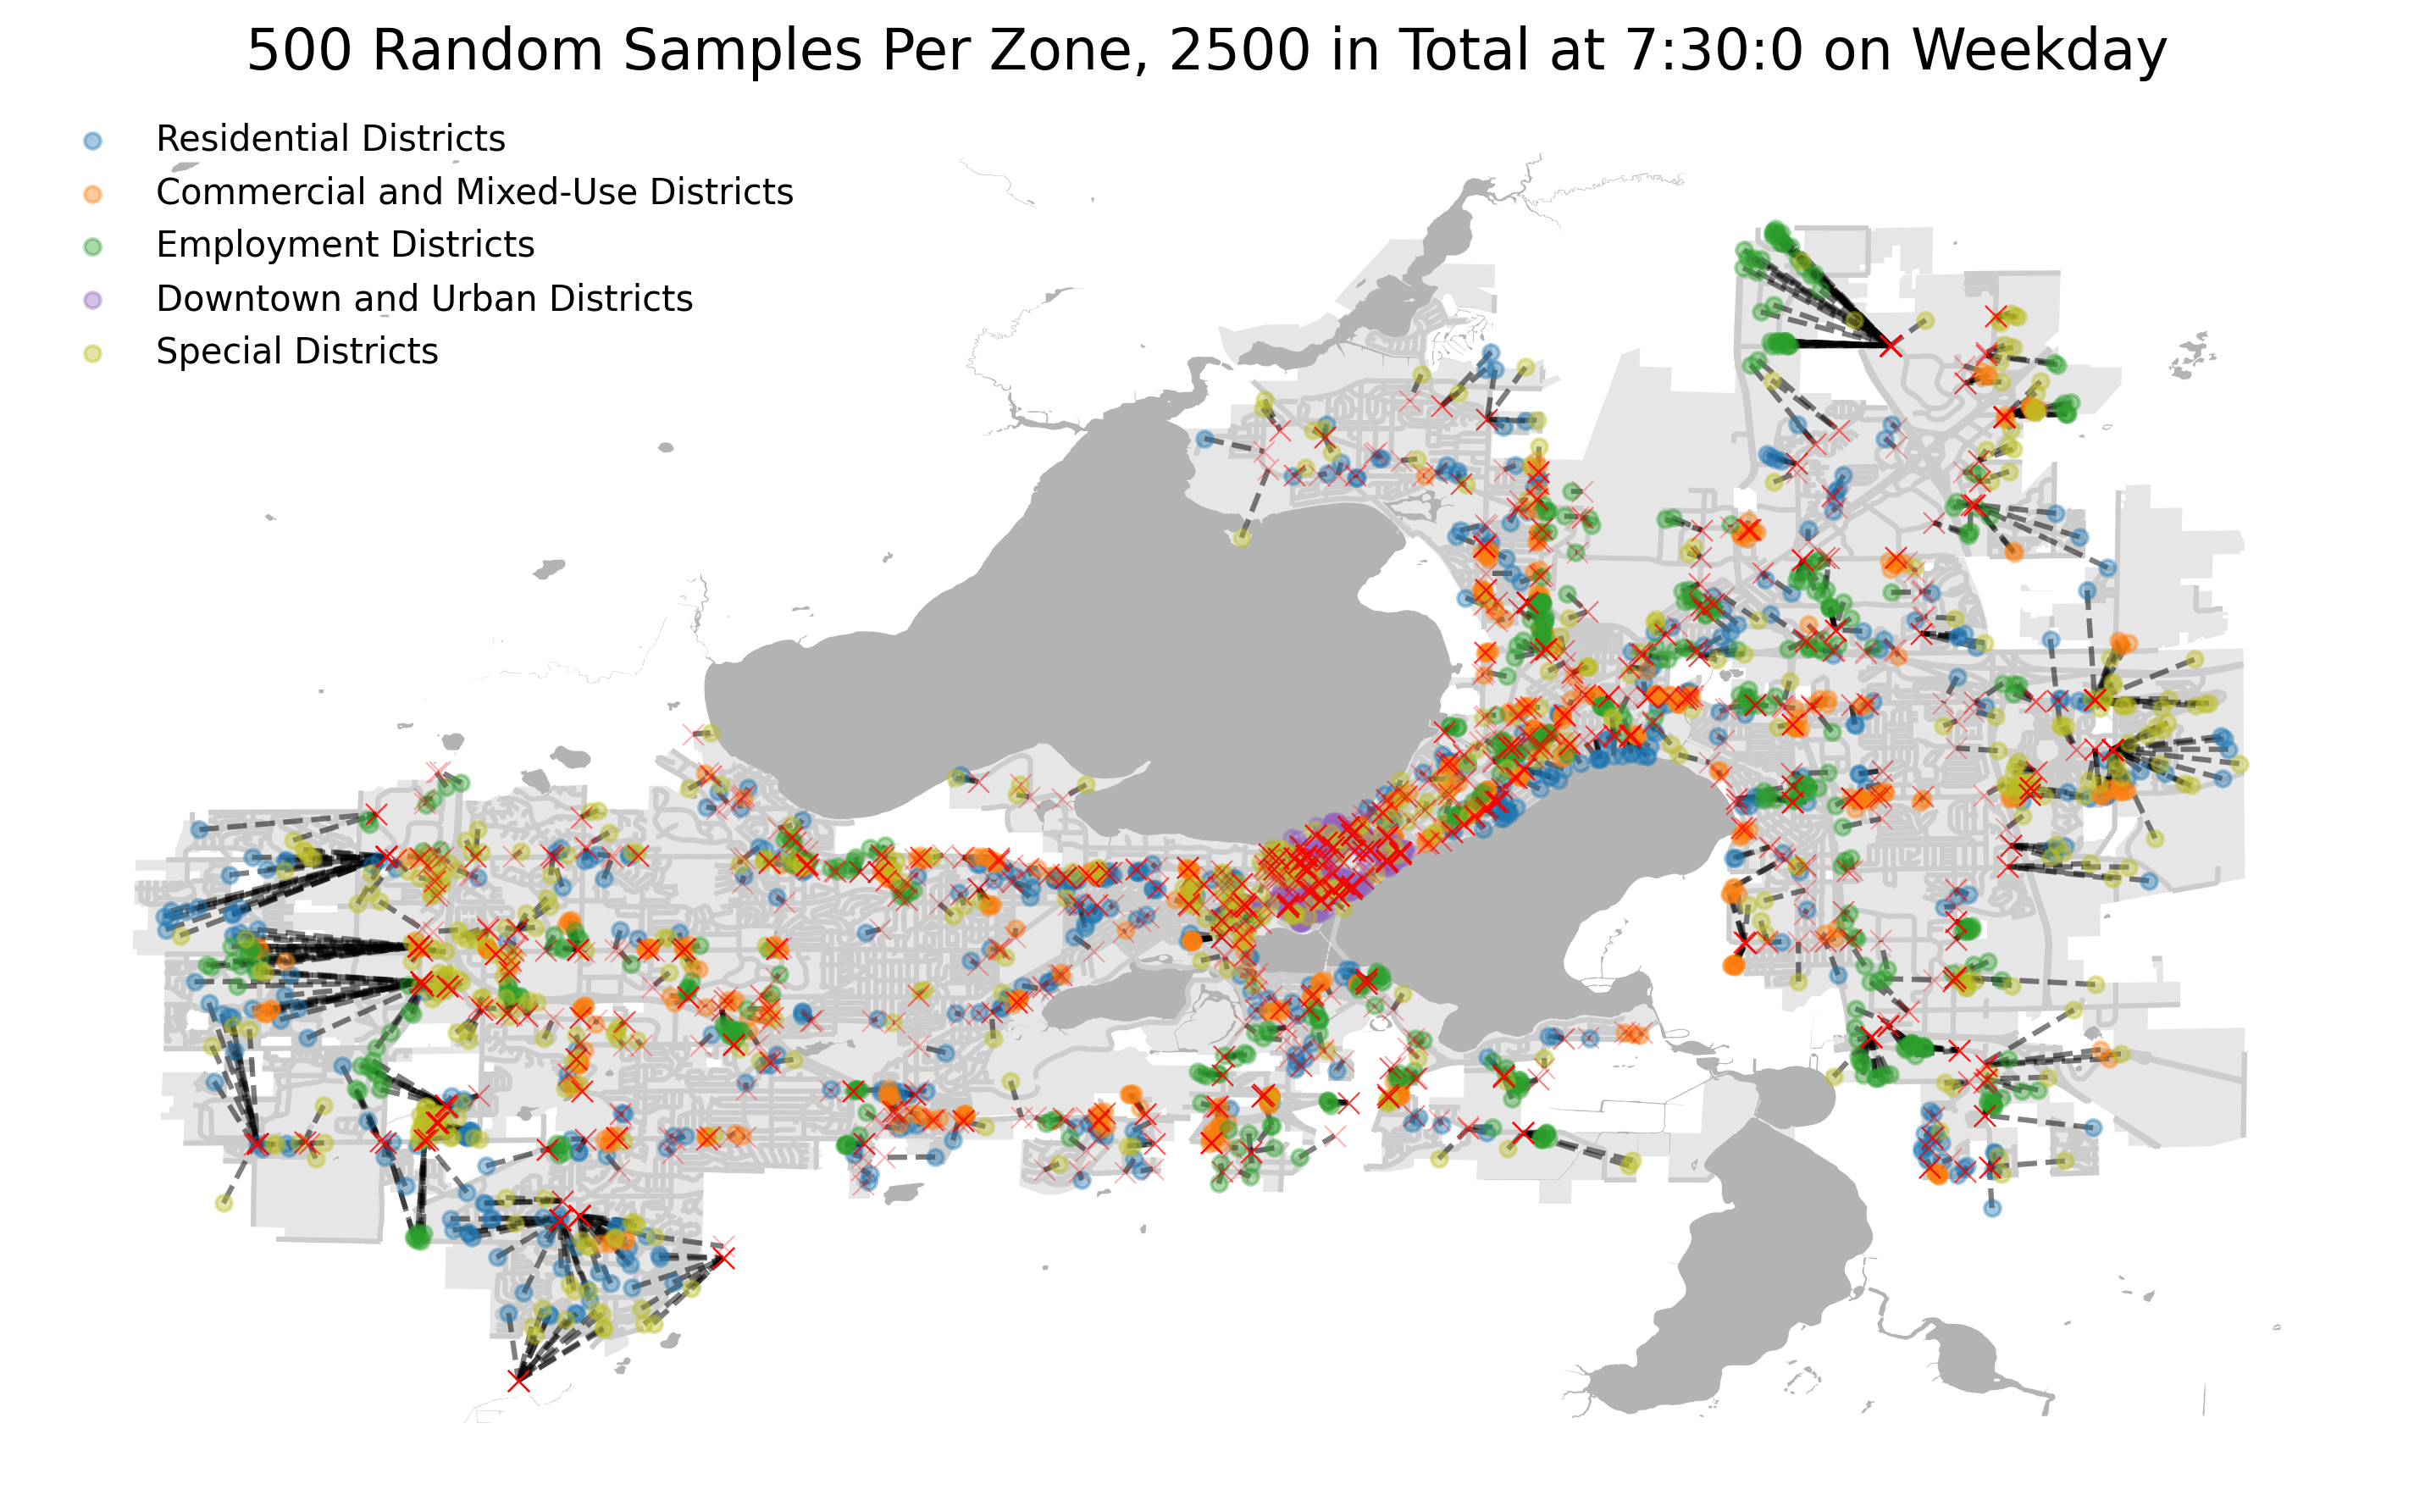 500 Random Samples Per Zone, 2500 in Total at 7:30:0 on Weekday
Residential Districts
Commercial and Mixed-Use Districts
Employment Districts
Downtown and Urban Districts
Special Districts